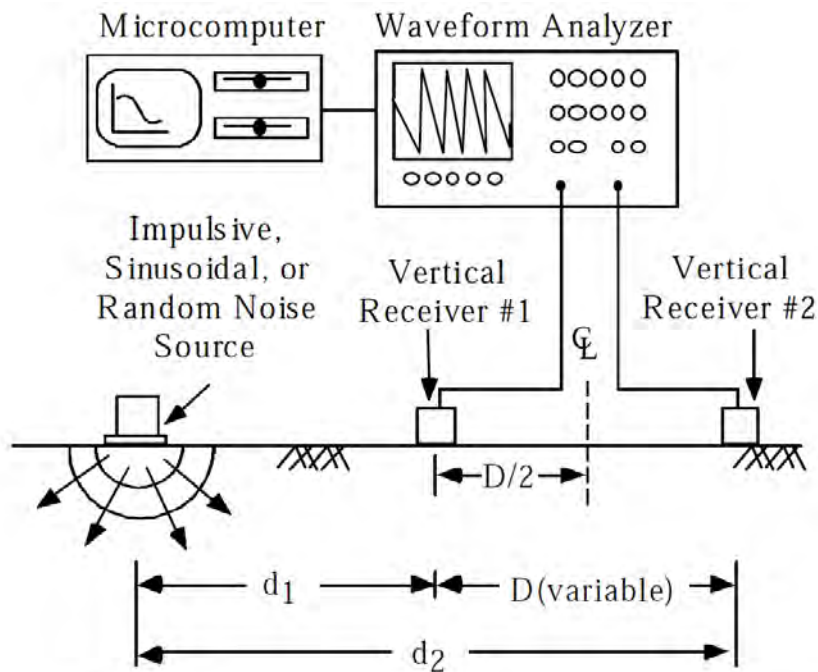 Microcomputer
Waveform Analyzer
Impulsive,
Sinusoidal, or
Random Noise
Source
Vertical
Receiver #1
℄
Vertical
Receiver #2
D/2
d1
D(variable)
d2